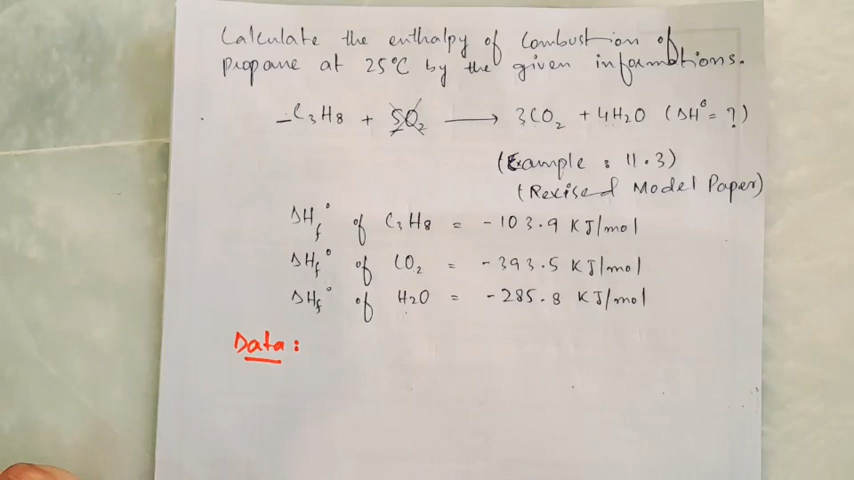 Calculate the enthalpy of combustion of
propane at 25°C by the given informations.
C₃H₈ + 5O₂ ⟶ 3CO₂ + 4H₂O (ΔH° = ?)
(Example : 11.3)
(Revised Model Paper)
ΔHf° of C₃H₈ = -103.9 KJ/mol
ΔHf° of CO₂ = -393.5 KJ/mol
ΔHf° of H₂O = -285.8 KJ/mol
Data: